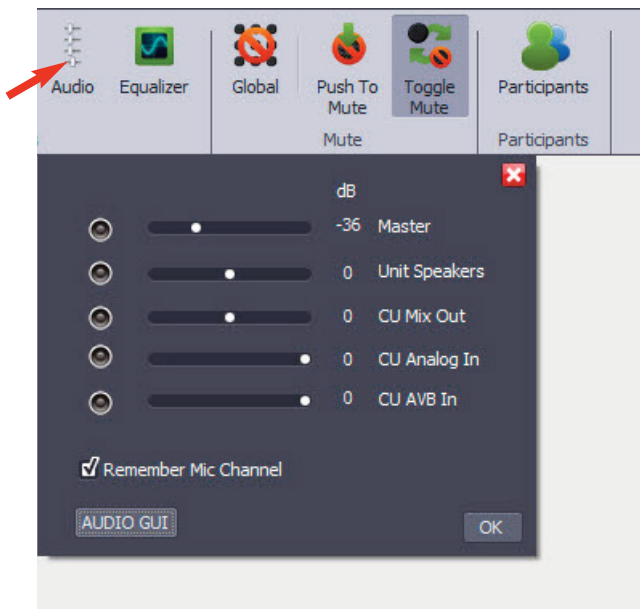 Audio
Equalizer
Global
Push To
Mute
Toggle
Mute
Participants
Mute
Participants
dB
-36 Master
0 Unit Speakers
0 CU Mix Out
0 CU Analog In
0 CU AVB In
Remember Mic Channel
AUDIO GUI
OK